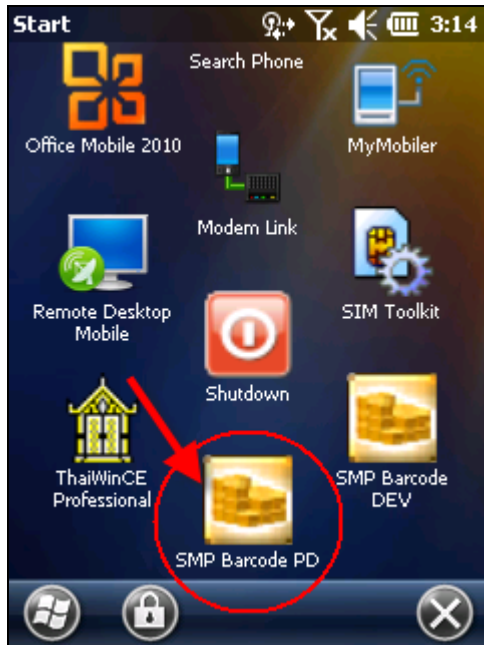 Start
3:14
Search Phone
Office Mobile 2010
MyMobiler
Modem Link
Remote Desktop
Mobile
SIM Toolkit
Shutdown
ThaiWinCE
Professional
SMP Barcode
DEV
SMP Barcode PD